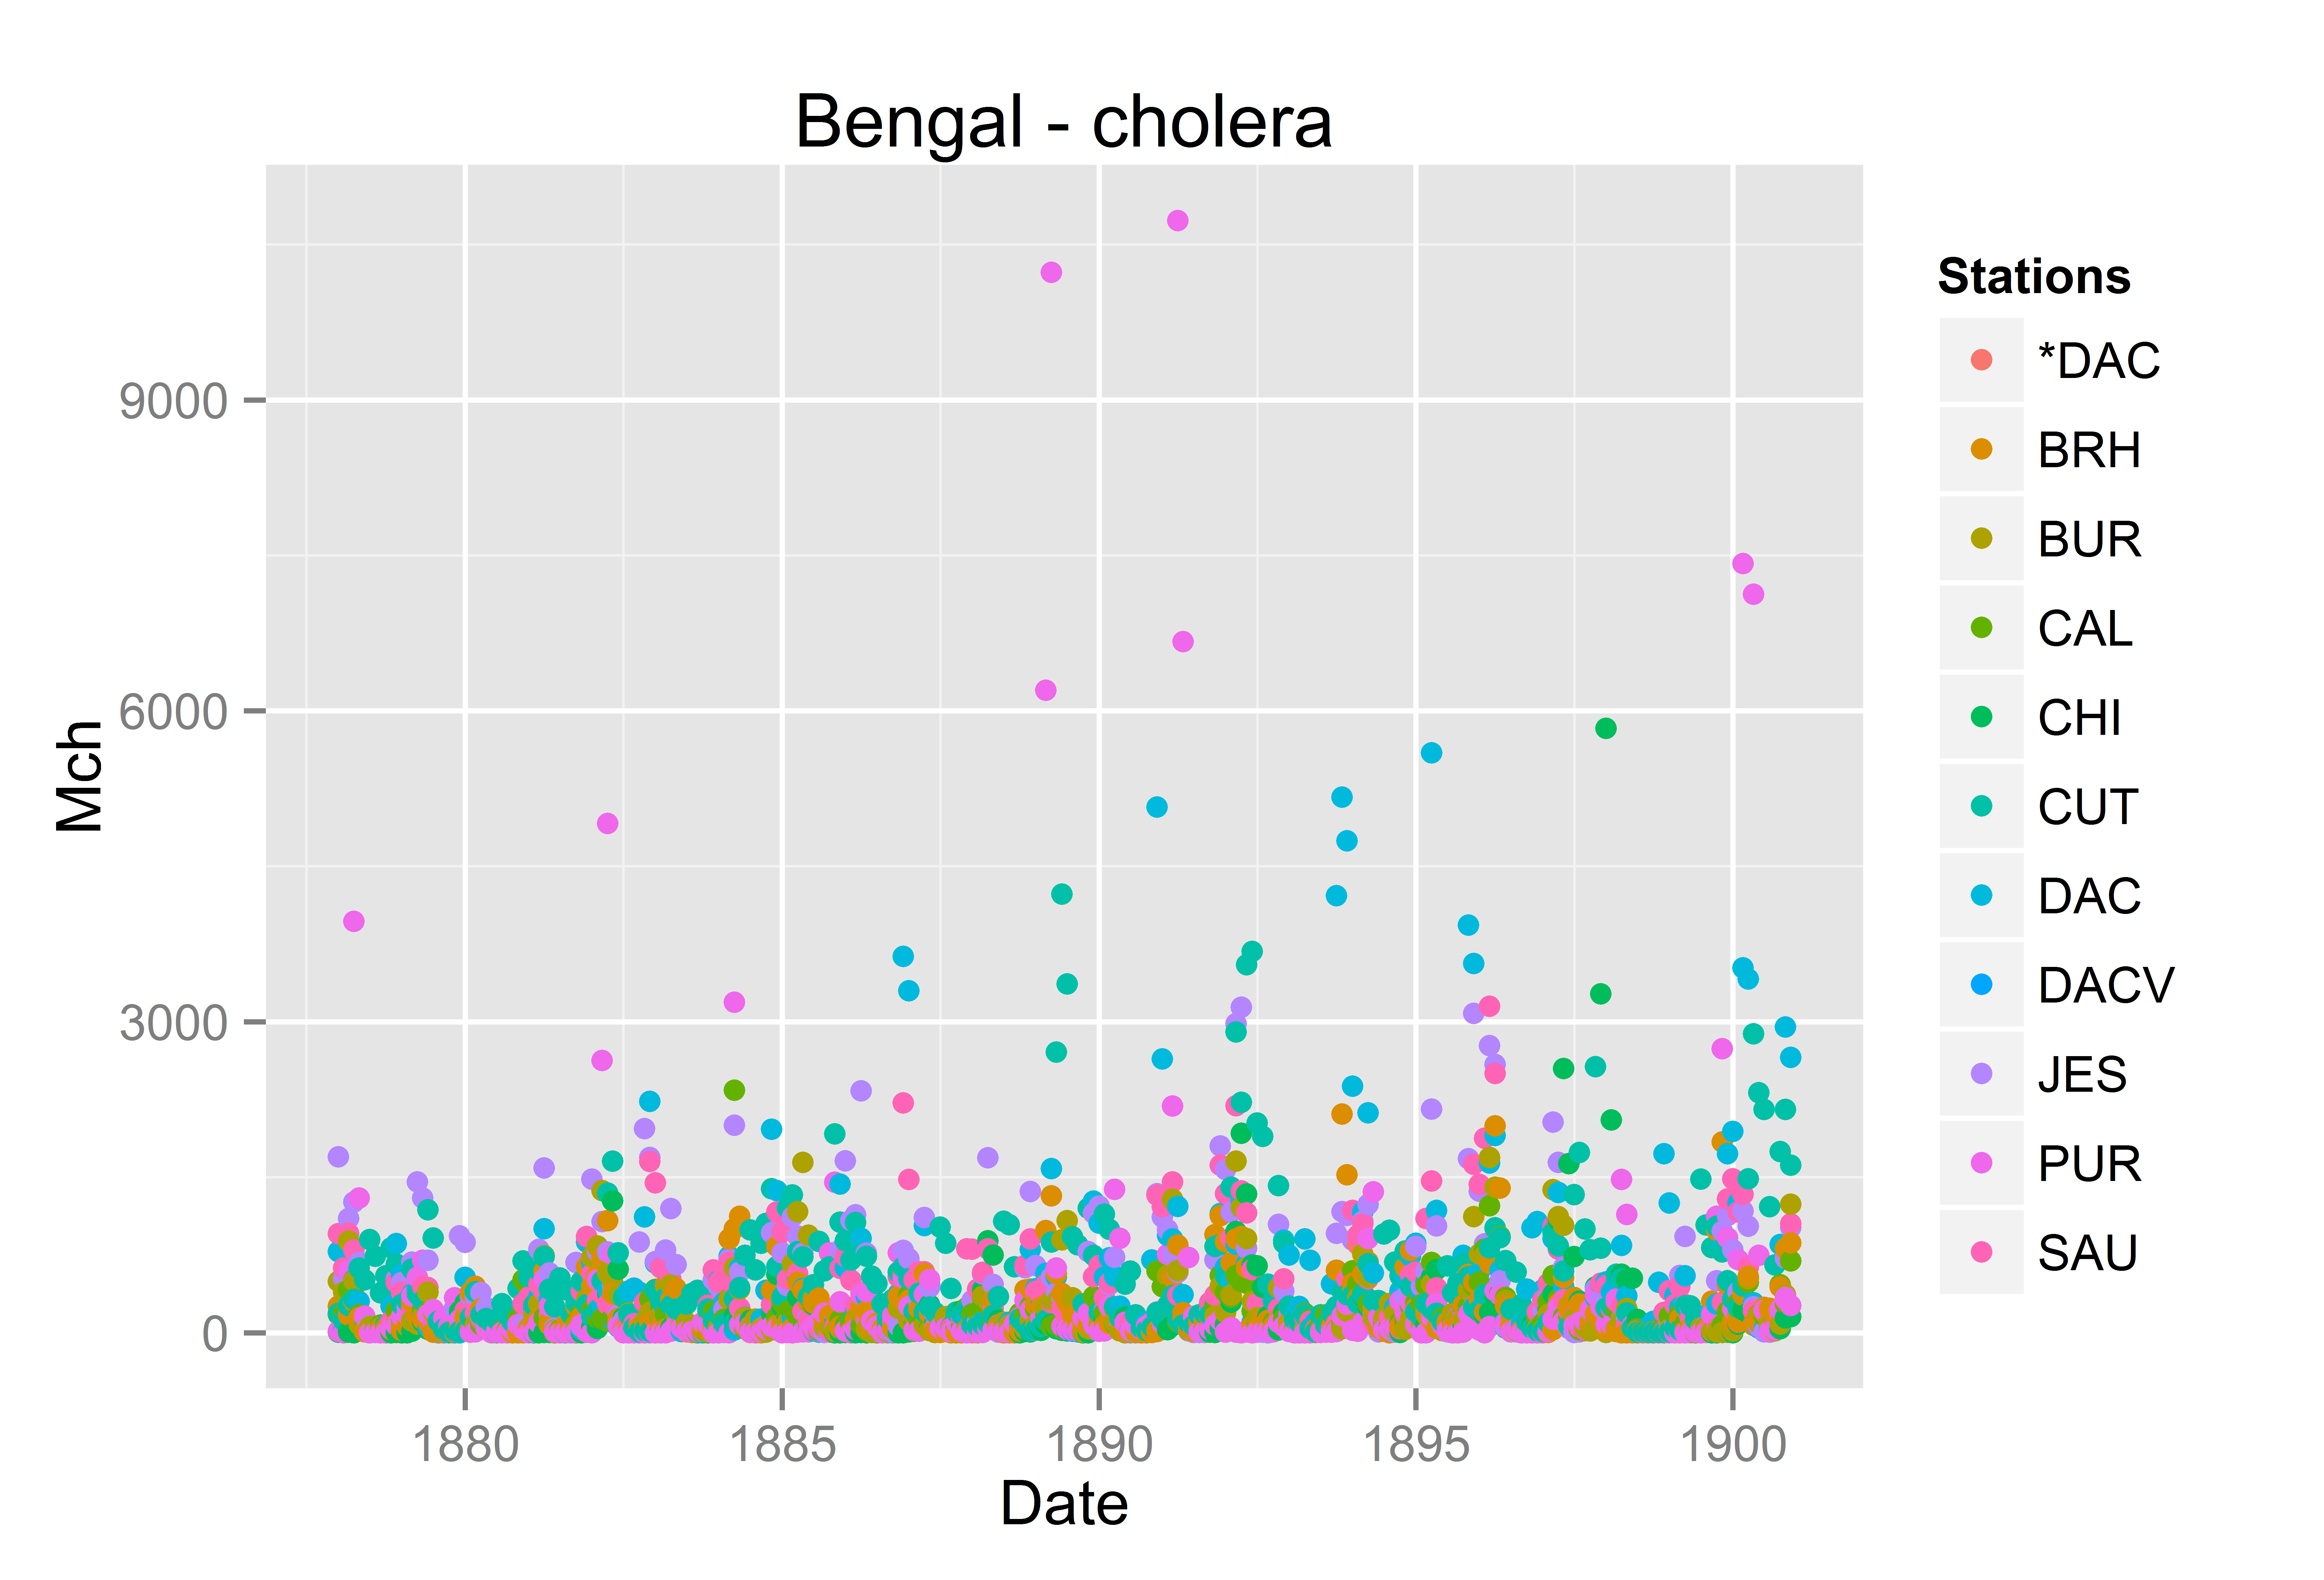 Bengal - cholera
Mch
9000
6000
3000
0
1880
1885
1890
1895
1900
Date
Stations
*DAC
BRH
BUR
CAL
CHI
CUT
DAC
DACV
JES
PUR
SAU